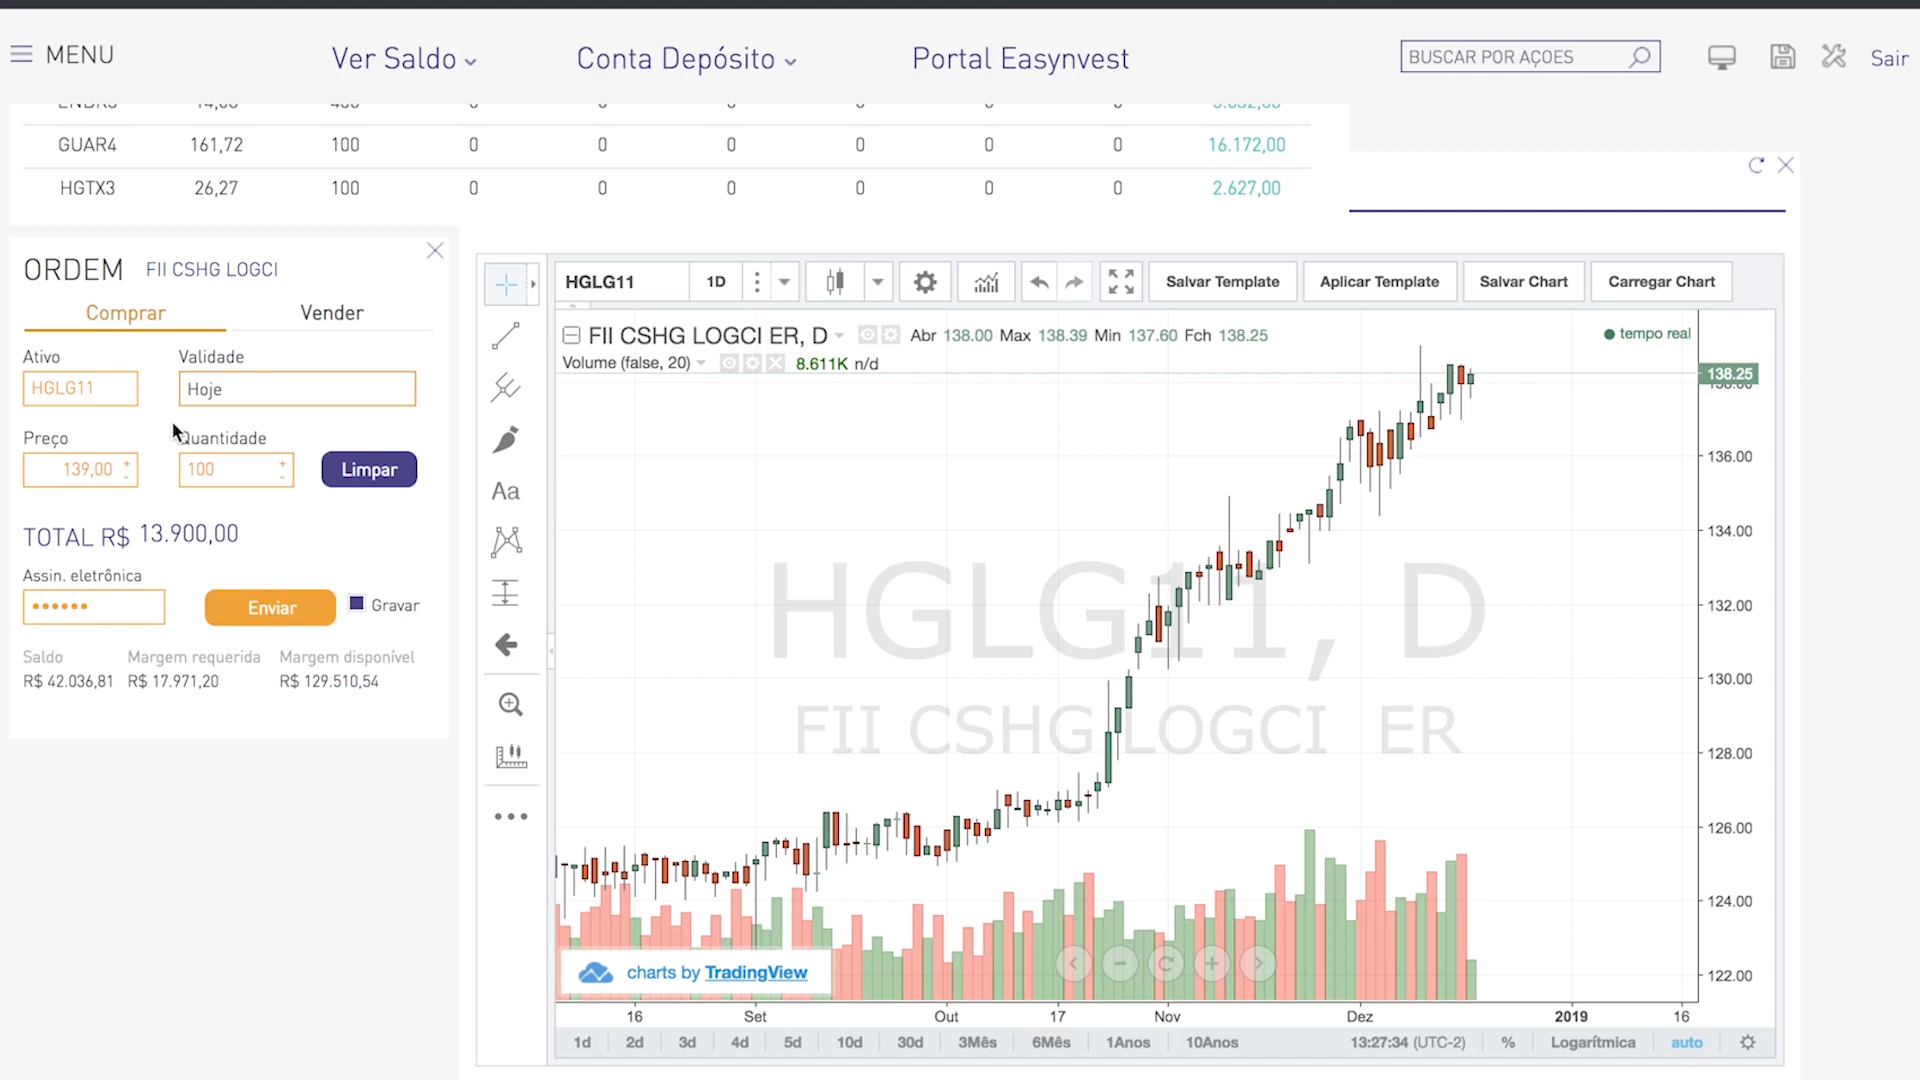 MENU
Ver Saldo
Conta Depósito
Portal Easynvest
BUSCAR POR AÇOES
Sair
GUAR4 161,72 100 0 0 0 0 0 0 16.172,00
HGTX3 26,27 100 0 0 0 0 0 0 2.627,00
ORDEM FII CSHG LOGCI
Comprar Vender
Ativo Validade
HGLG11 Hoje
Preço Quantidade
139,00 + - 100 + - Limpar
TOTAL R$ 13.900,00
Assin. eletrônica
•••••• Enviar Gravar
Saldo Margem requerida Margem disponível
R$ 42.036,81 R$ 17.971,20 R$ 129.510,54
HGLG11 1D Salvar Template Aplicar Template Salvar Chart Carregar Chart
FII CSHG LOGCI ER, D Abr 138.00 Max 138.39 Min 137.60 Fch 138.25
tempo real
Volume (false, 20) 8.611K n/d
Aa
138.25
136.00
134.00
132.00
130.00
128.00
126.00
124.00
122.00
HGLG11, D
FII CSHG LOGCI ER
charts by TradingView
16 Set Out 17 Nov Dez 2019 16
1d 2d 3d 4d 5d 10d 30d 3Mês 6Mês 1Anos 10Anos 13:27:34 (UTC-2) % Logarítmica auto